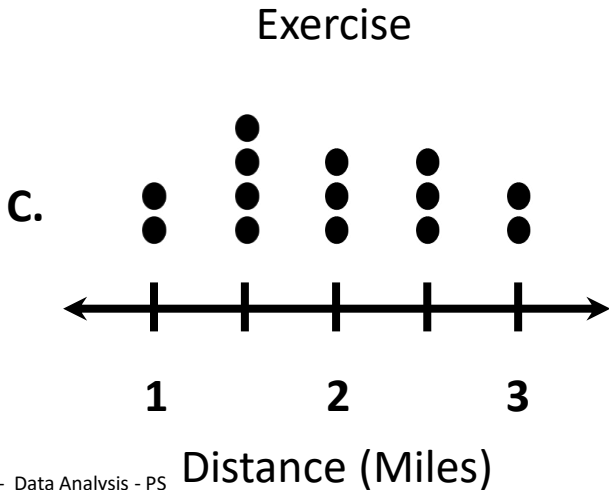 Exercise
C.
1 2 3
- Data Analysis - PS Distance (Miles)